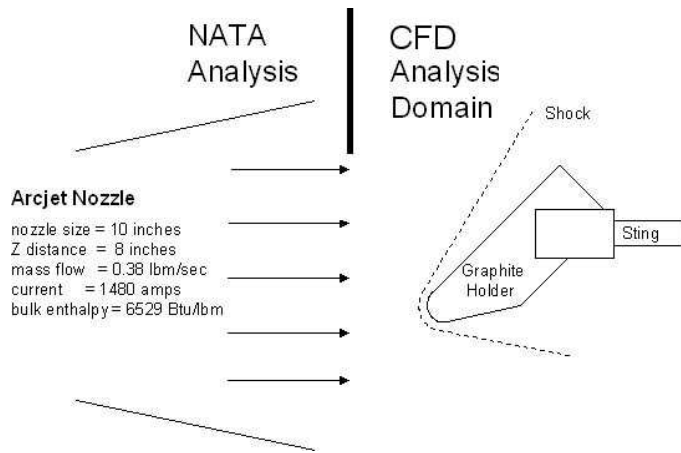 NATA
Analysis
CFD
Analysis
Domain
Shock
Arcjet Nozzle
nozzle size = 10 inches
Z distance = 8 inches
mass flow = 0.38 lbm/sec
current = 1480 amps
bulk enthalpy = 6529 Btu/lbm
Sting
Graphite
Holder